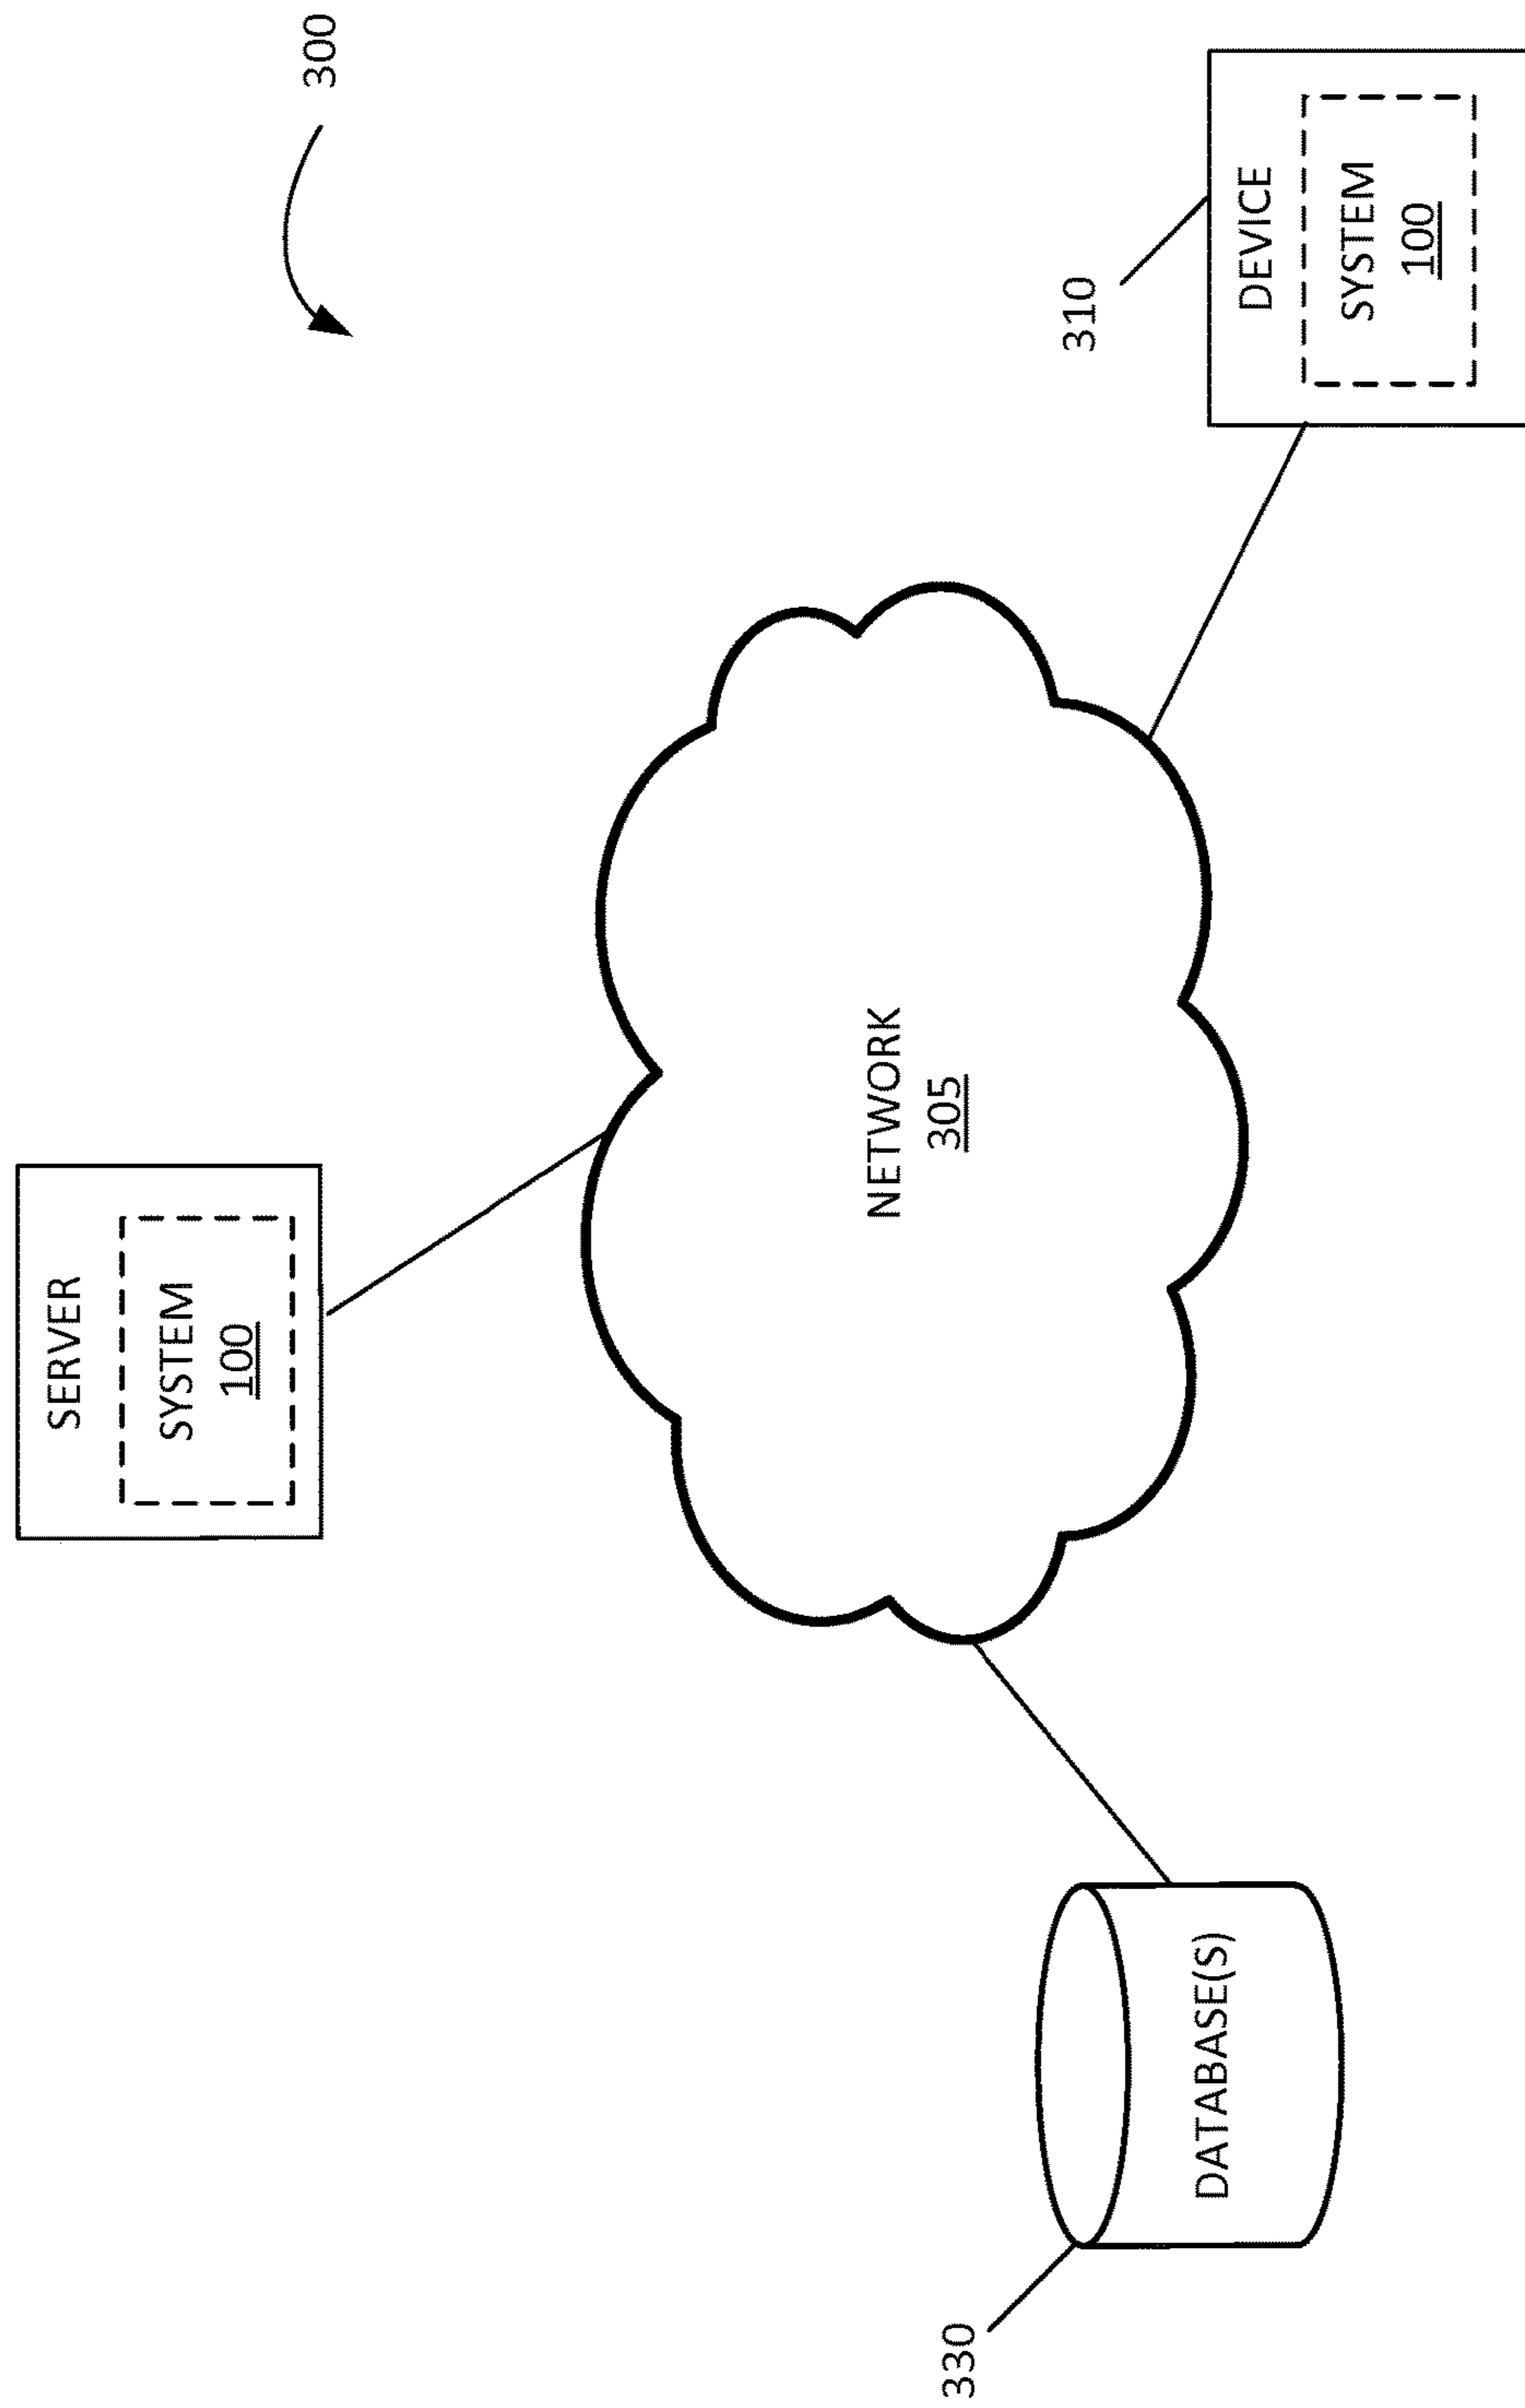 SERVER
SYSTEM
100
300
NETWORK
305
330
DATABASE(S)
310
DEVICE
SYSTEM
100